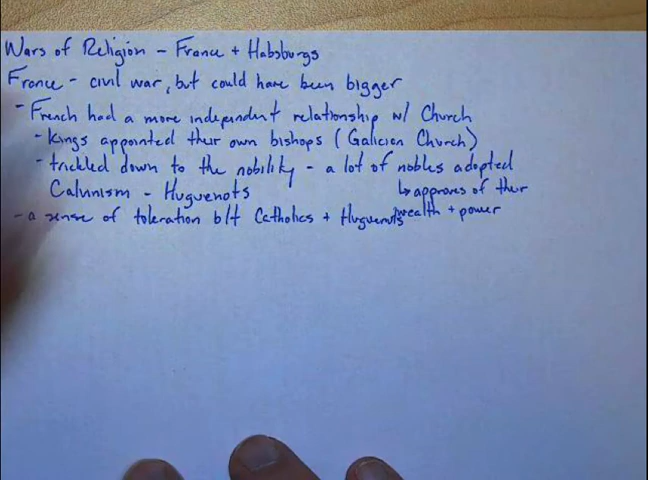 Wars of Religion - France + Habsburgs
France - civil war, but could have been bigger
- French had a more independent relationship w/ Church
- kings appointed their own bishops (Galicien Church)
- trickled down to the nobility - a lot of nobles adopted
Calvinism - Huguenots
↳ approves of their
wealth + power
- a sense of toleration b/t Catholics + Huguenots